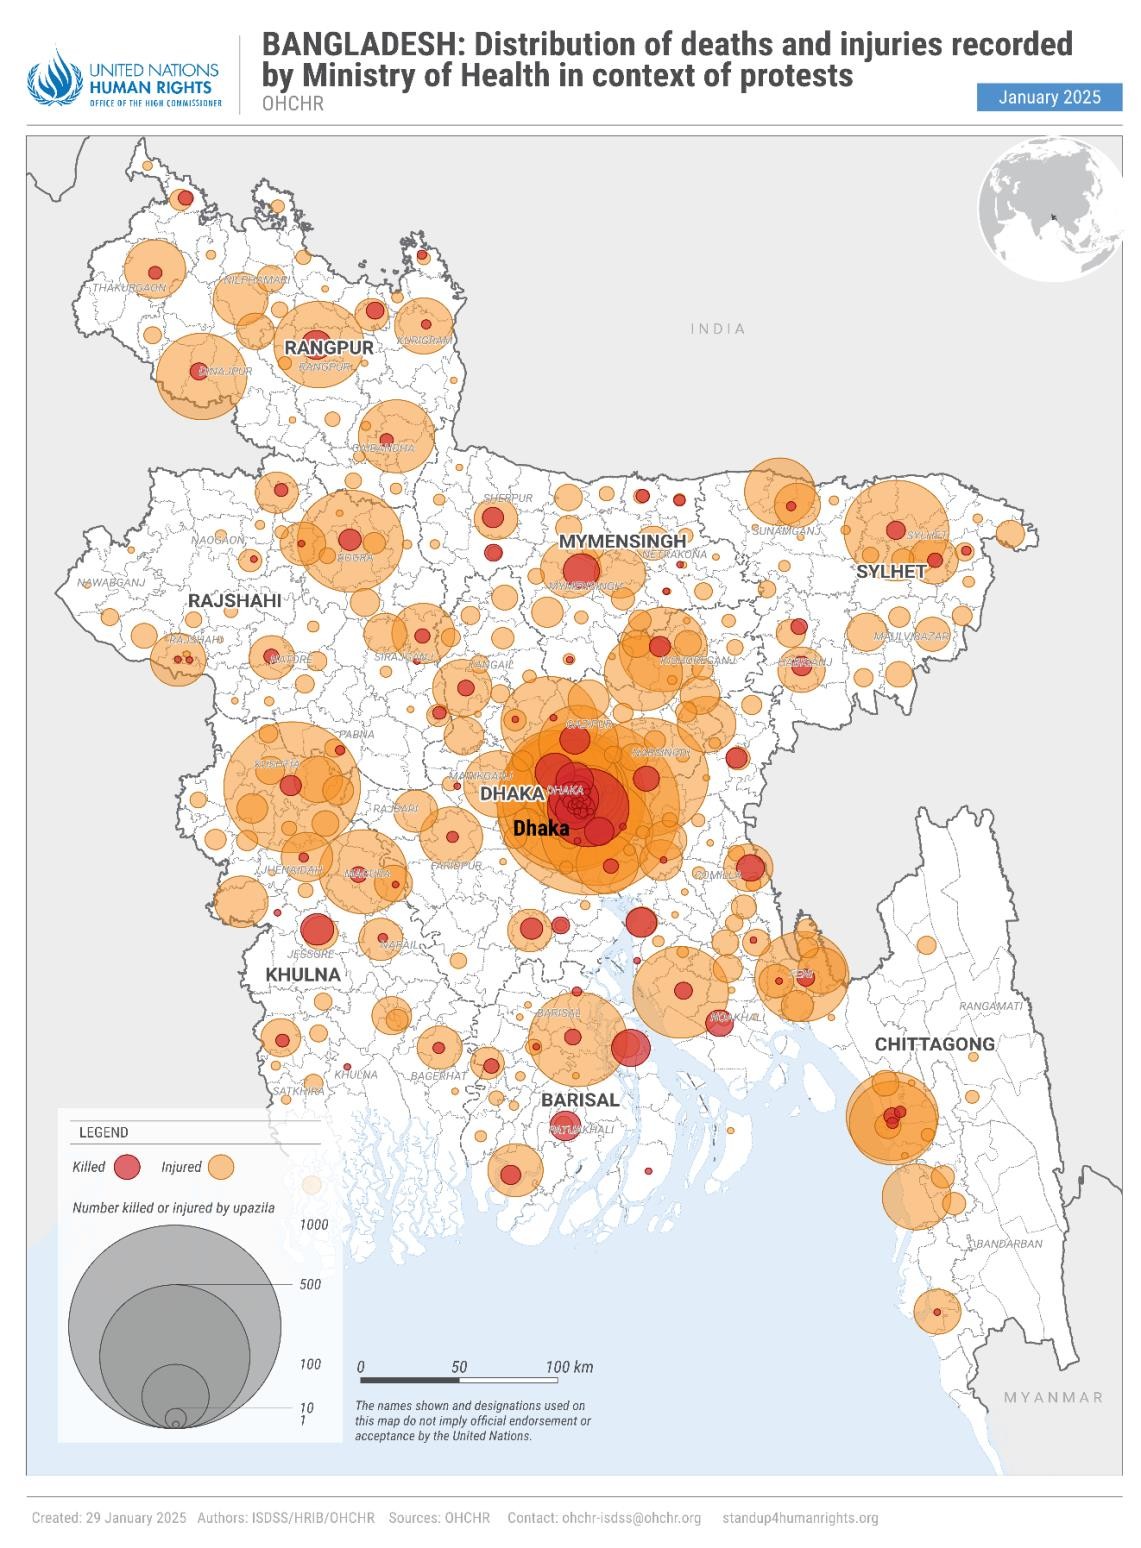 UNITED NATIONS
HUMAN RIGHTS
OFFICE OF THE HIGH COMMISSIONER
BANGLADESH: Distribution of deaths and injuries recorded
by Ministry of Health in context of protests
OHCHR
January 2025
INDIA
THAKURGAON
NILPHAMARI
KURIGRAM
RANGPUR
RANGPUR
DINAJPUR
GAIBANDHA
SHERPUR
SUNAMGANJ
SYLHET
NAOGAON
BOGRA
MYMENSINGH
NETRAKONA
SYLHET
NAWABGANJ
MYMENSINGH
RAJSHAHI
RAJSHAHI
MAULVIBAZAR
NATORE
SIRAJGANJ
TANGAIL
KISHOREGANJ
HABIGANJ
PABNA
GAZIPUR
NARSINGDI
KUSHTIA
MANIKGANJ
DHAKA
DHAKA
RAJBARI
Dhaka
JHENAIDAH
MAGURA
FARIDPUR
COMILLA
JESSORE
NARAIL
KHULNA
FENI
RANGAMATI
BARISAL
NOAKHALI
CHITTAGONG
SATKHIRA
KHULNA
BAGERHAT
BARISAL
PATUAKHALI
BANDARBAN
MYANMAR
LEGEND
Killed
Injured
Number killed or injured by upazila
1000
500
100
10
1
0 50 100 km
The names shown and designations used on
this map do not imply official endorsement or
acceptance by the United Nations.
Created: 29 January 2025 Authors: ISDSS/HRIB/OHCHR Sources: OHCHR Contact: ohchr-isdss@ohchr.org standup4humanrights.org